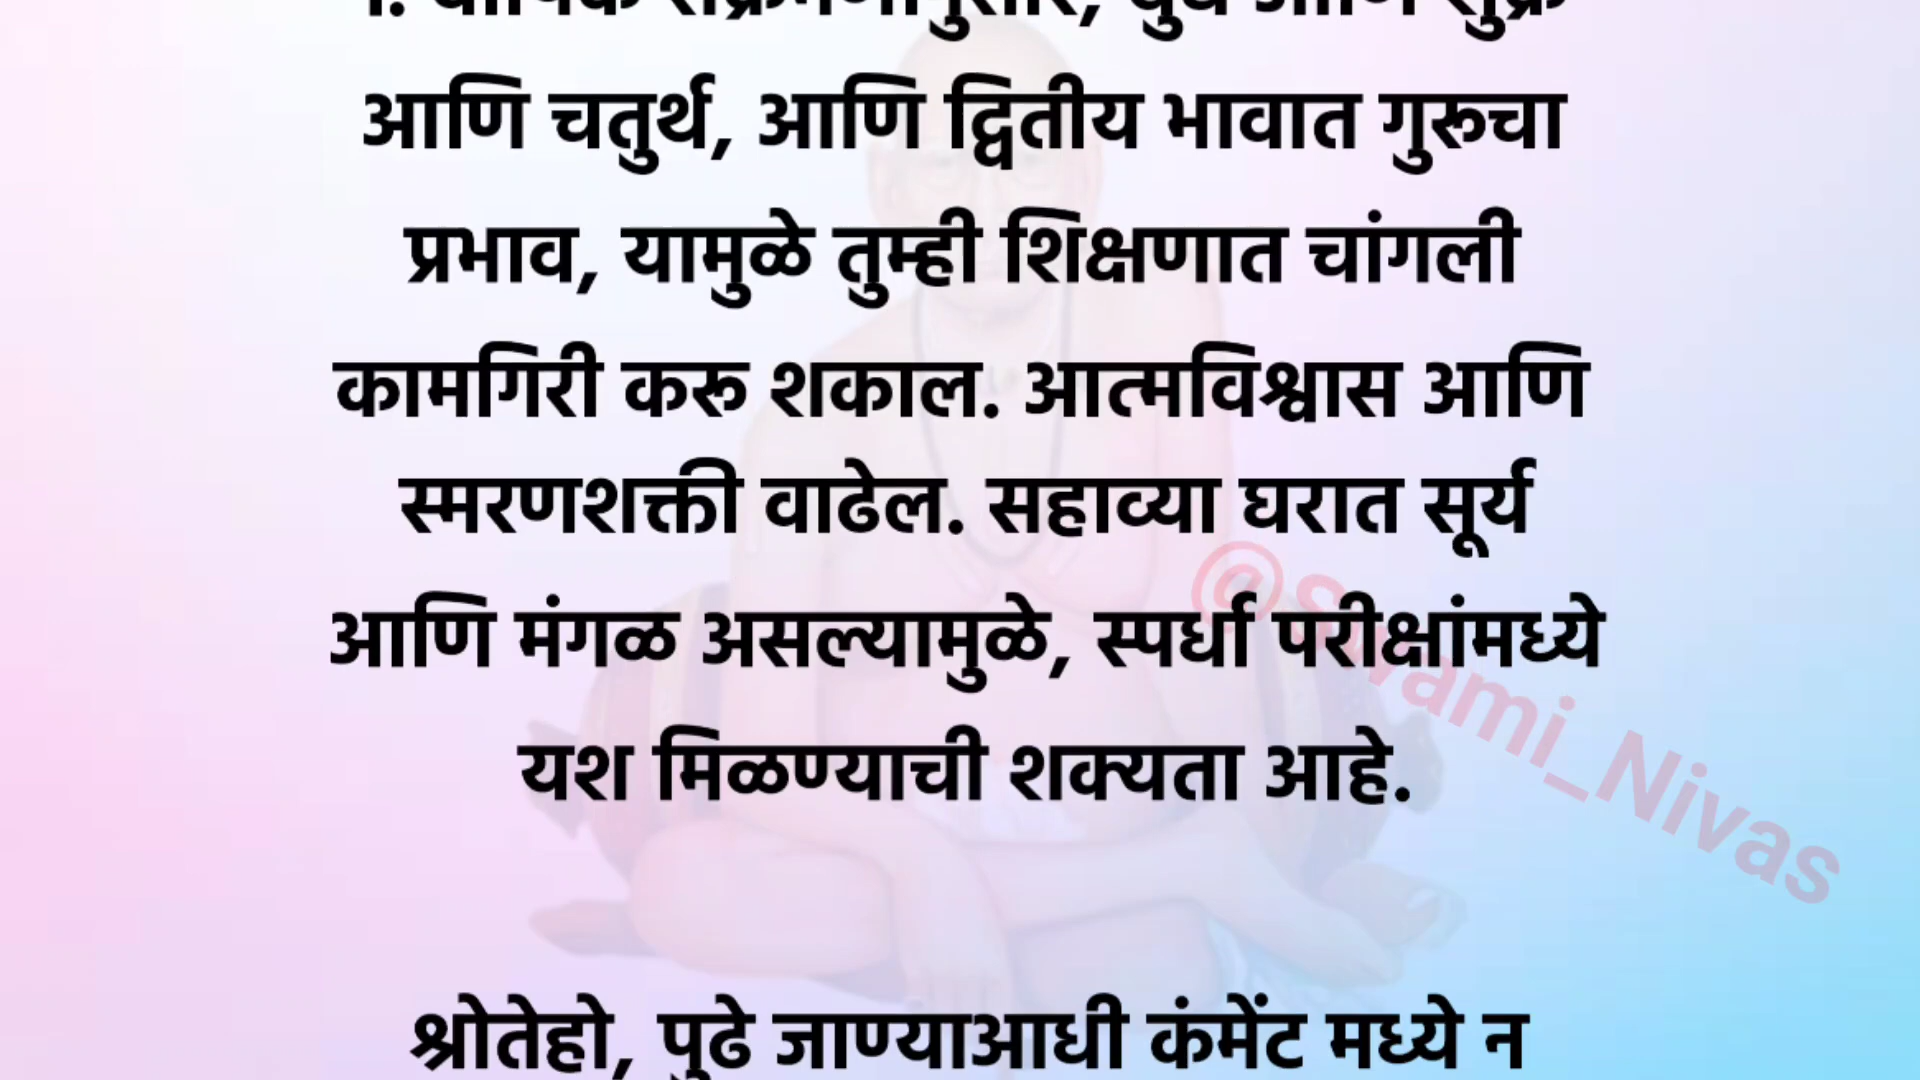 आणि चतुर्थ, आणि द्वितीय भावात गुरूचा
प्रभाव, यामुळे तुम्ही शिक्षणात चांगली
कामगिरी करू शकाल. आत्मविश्वास आणि
स्मरणशक्ती वाढेल. सहाव्या घरात सूर्य
आणि मंगळ असल्यामुळे, स्पर्धा परीक्षांमध्ये
यश मिळण्याची शक्यता आहे.
@Swami_Nivas
श्रोतेहो, पुढे जाण्याआधी कंमेंट मध्ये न